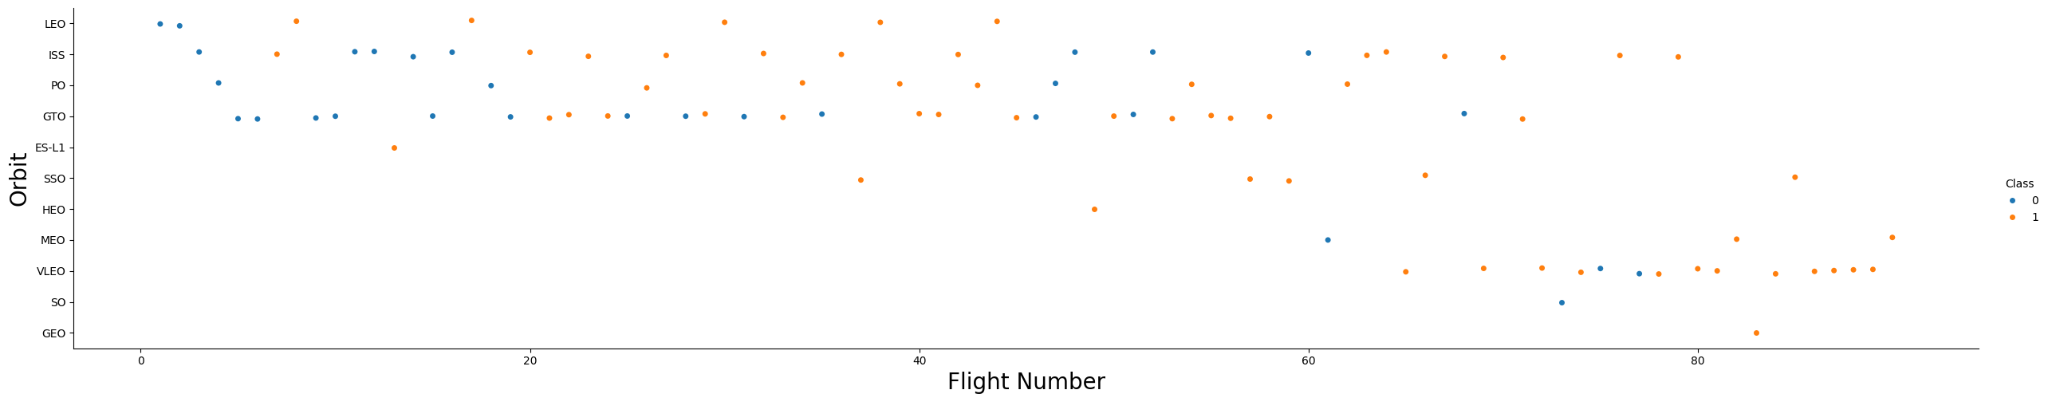 LEO
ISS
PO
GTO
ES-L1
SSO
HEO
MEO
VLEO
SO
GEO
Orbit
0 20 40 60 80
Flight Number
Class
0
1